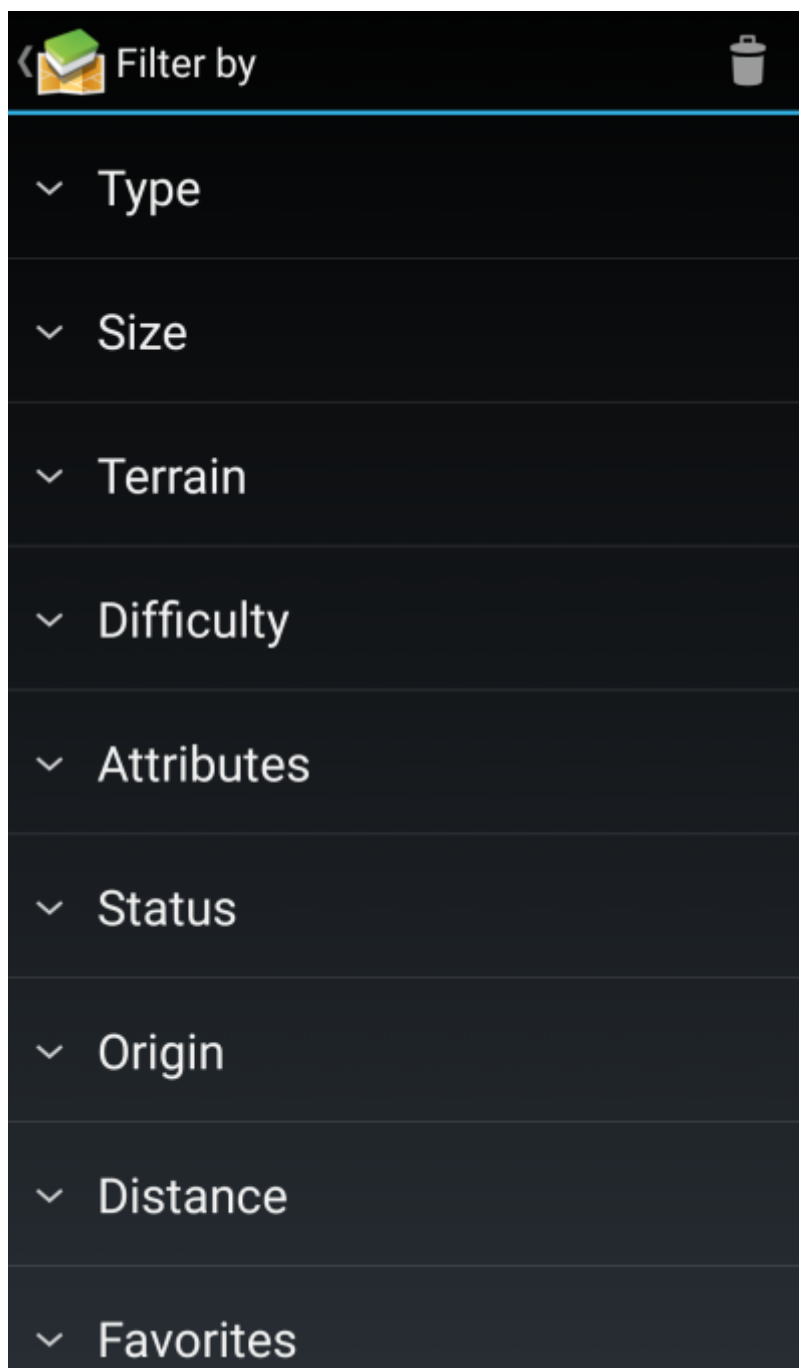 Filter by
Type
Size
Terrain
Difficulty
Attributes
Status
Origin
Distance
Favorites